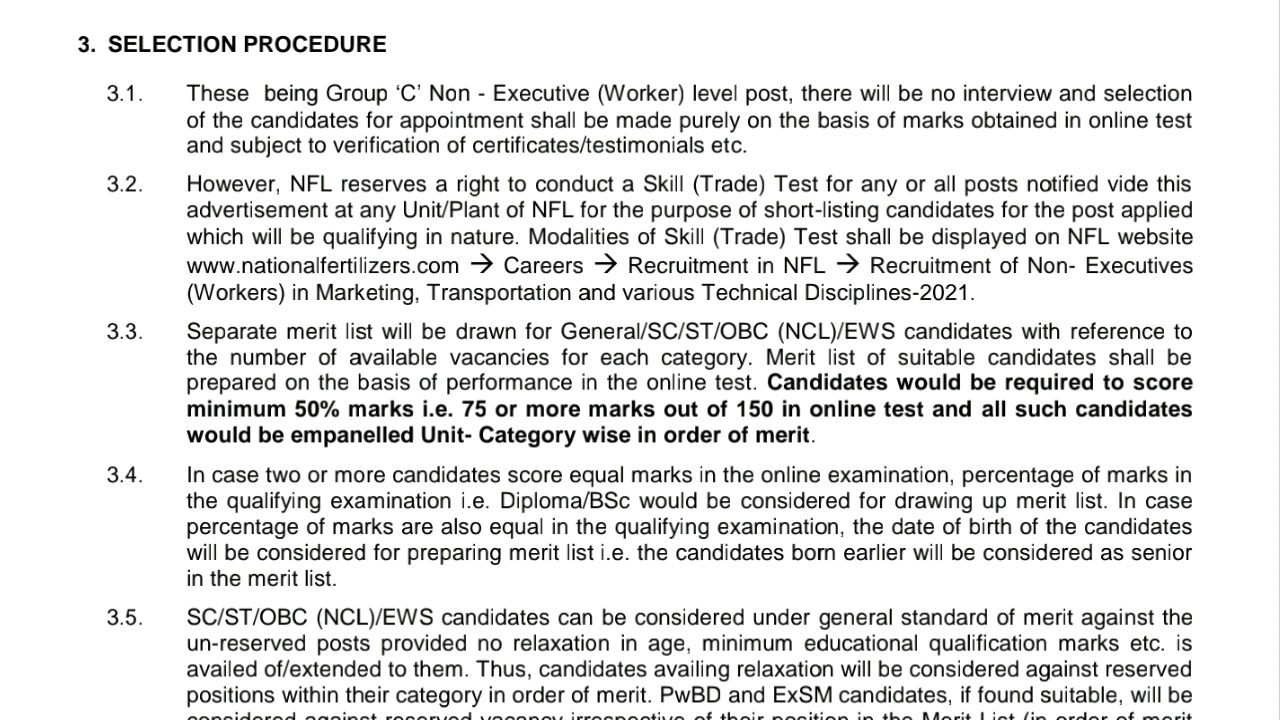 3. SELECTION PROCEDURE
3.1. These being Group ‘C’ Non - Executive (Worker) level post, there will be no interview and selection
of the candidates for appointment shall be made purely on the basis of marks obtained in online test
and subject to verification of certificates/testimonials etc.
3.2. However, NFL reserves a right to conduct a Skill (Trade) Test for any or all posts notified vide this
advertisement at any Unit/Plant of NFL for the purpose of short-listing candidates for the post applied
which will be qualifying in nature. Modalities of Skill (Trade) Test shall be displayed on NFL website
www.nationalfertilizers.com → Careers → Recruitment in NFL → Recruitment of Non- Executives
(Workers) in Marketing, Transportation and various Technical Disciplines-2021.
3.3. Separate merit list will be drawn for General/SC/ST/OBC (NCL)/EWS candidates with reference to
the number of available vacancies for each category. Merit list of suitable candidates shall be
prepared on the basis of performance in the online test. Candidates would be required to score
minimum 50% marks i.e. 75 or more marks out of 150 in online test and all such candidates
would be empanelled Unit- Category wise in order of merit.
3.4. In case two or more candidates score equal marks in the online examination, percentage of marks in
the qualifying examination i.e. Diploma/BSc would be considered for drawing up merit list. In case
percentage of marks are also equal in the qualifying examination, the date of birth of the candidates
will be considered for preparing merit list i.e. the candidates born earlier will be considered as senior
in the merit list.
3.5. SC/ST/OBC (NCL)/EWS candidates can be considered under general standard of merit against the
un-reserved posts provided no relaxation in age, minimum educational qualification marks etc. is
availed of/extended to them. Thus, candidates availing relaxation will be considered against reserved
positions within their category in order of merit. PwBD and ExSM candidates, if found suitable, will be
considered against reserved vacancy irrespective of their position in the Merit List (in order of merit